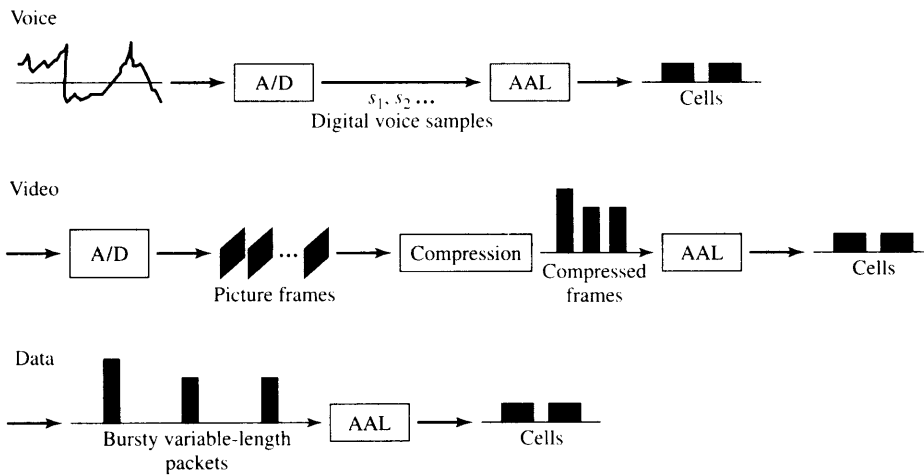 Voice
A/D
s₁, s₂ ...
Digital voice samples
AAL
Cells
Video
A/D
...
Picture frames
Compression
Compressed
frames
AAL
Cells
Data
Bursty variable-length
packets
AAL
Cells